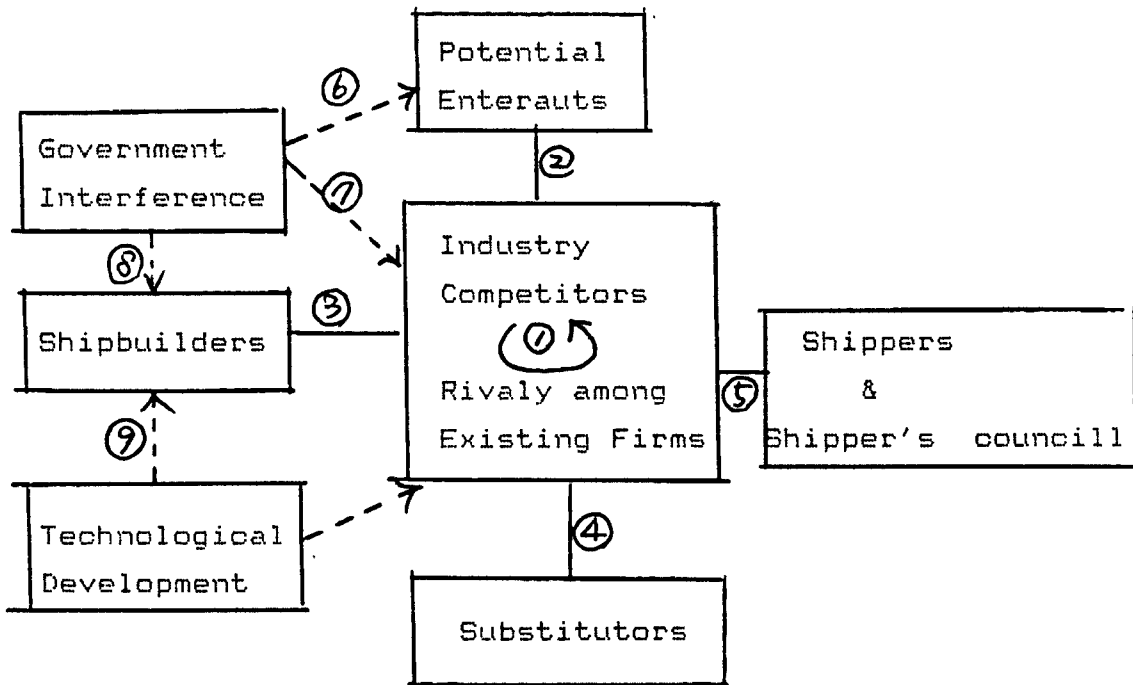 Potential
Enterauts
⑥
Government
Interference
②
⑦
Industry
Competitors
①
Rivaly among
Existing Firms
⑧
③
Shipbuilders
Shippers
&
Shipper's councill
⑤
⑨
Technological
Development
④
Substitutors